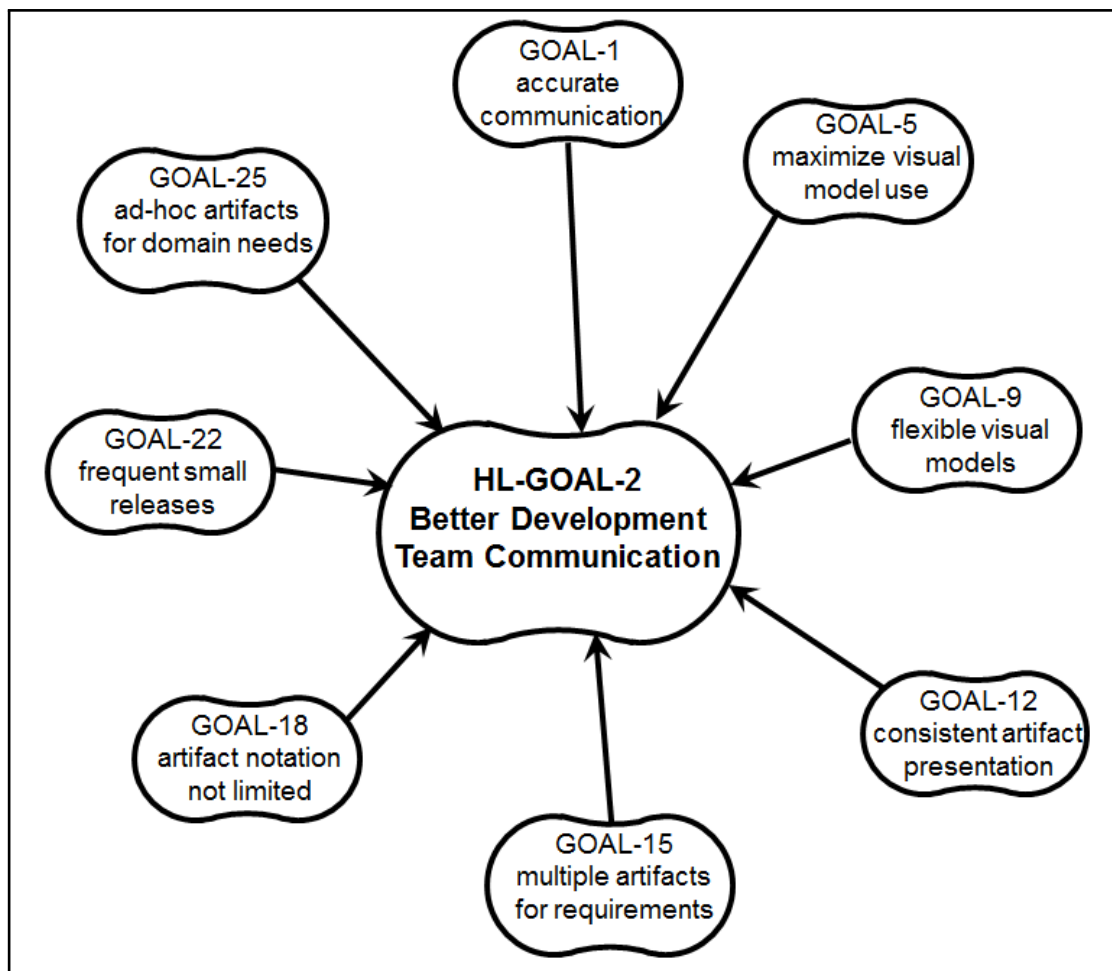 GOAL-1
accurate
communication
GOAL-5
maximize visual
model use
GOAL-25
ad-hoc artifacts
for domain needs
GOAL-9
flexible visual
models
GOAL-22
frequent small
releases
HL-GOAL-2
Better Development
Team Communication
GOAL-12
consistent artifact
presentation
GOAL-18
artifact notation
not limited
GOAL-15
multiple artifacts
for requirements